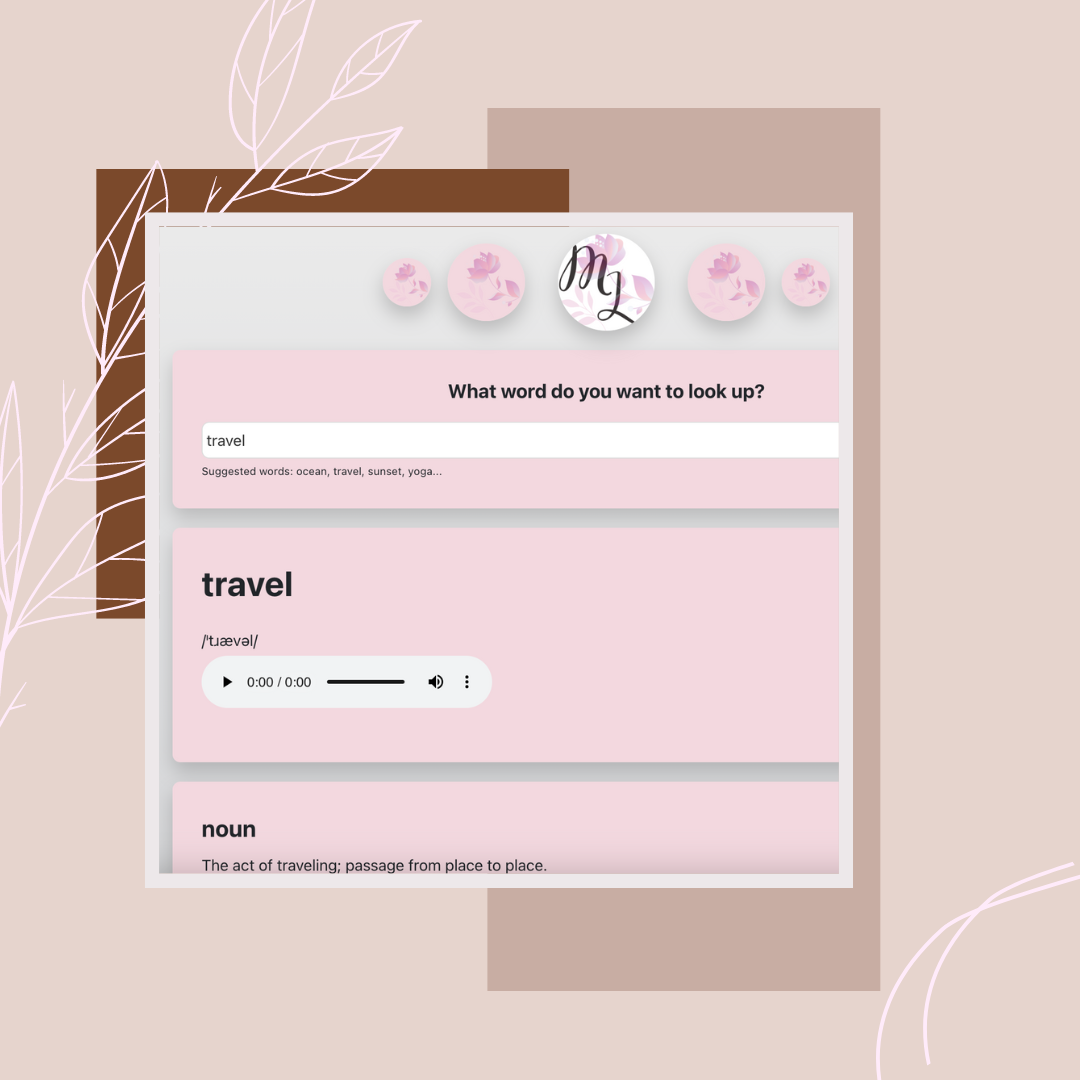 ML
What word do you want to look up?
travel
Suggested words: ocean, travel, sunset, yoga...
travel
/ˈtɹævəl/
0:00 / 0:00
noun
The act of traveling; passage from place to place.